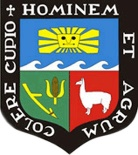 COLERE CUPIO + HOMINEM ET AGRUM